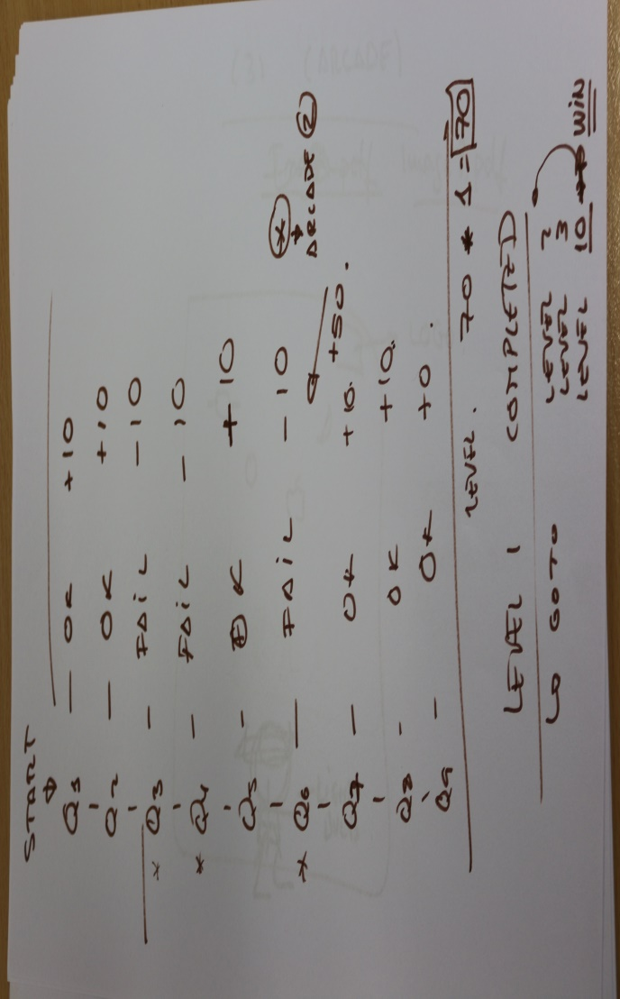 START
Q1 — OK +10
Q2 — OK +10
* Q3 — FAIL −10
* Q4 — FAIL −10
Q5 — OK +10
* Q6 — FAIL −10
* ARCADE 2
+50.
Q7 — OK +10.
Q8 - OK +10.
Q9 — OK +0.
LEVEL. 70 * 1 = 70
LEVEL 1 COMPLETED
GOTO LEVEL 2
LEVEL 3
LEVEL 10 WIN